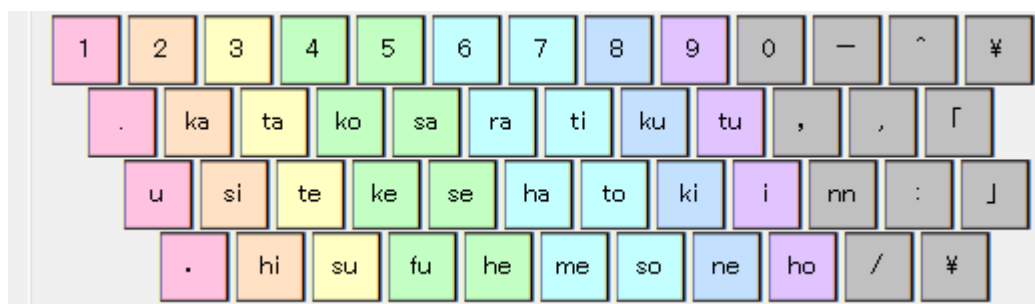 1 2 3 4 5 6 7 8 9 0 － ＾ ￥
. ka ta ko sa ra ti ku tu ， , 「
u si te ke se ha to ki i nn : 」
． hi su fu he me so ne ho / ￥